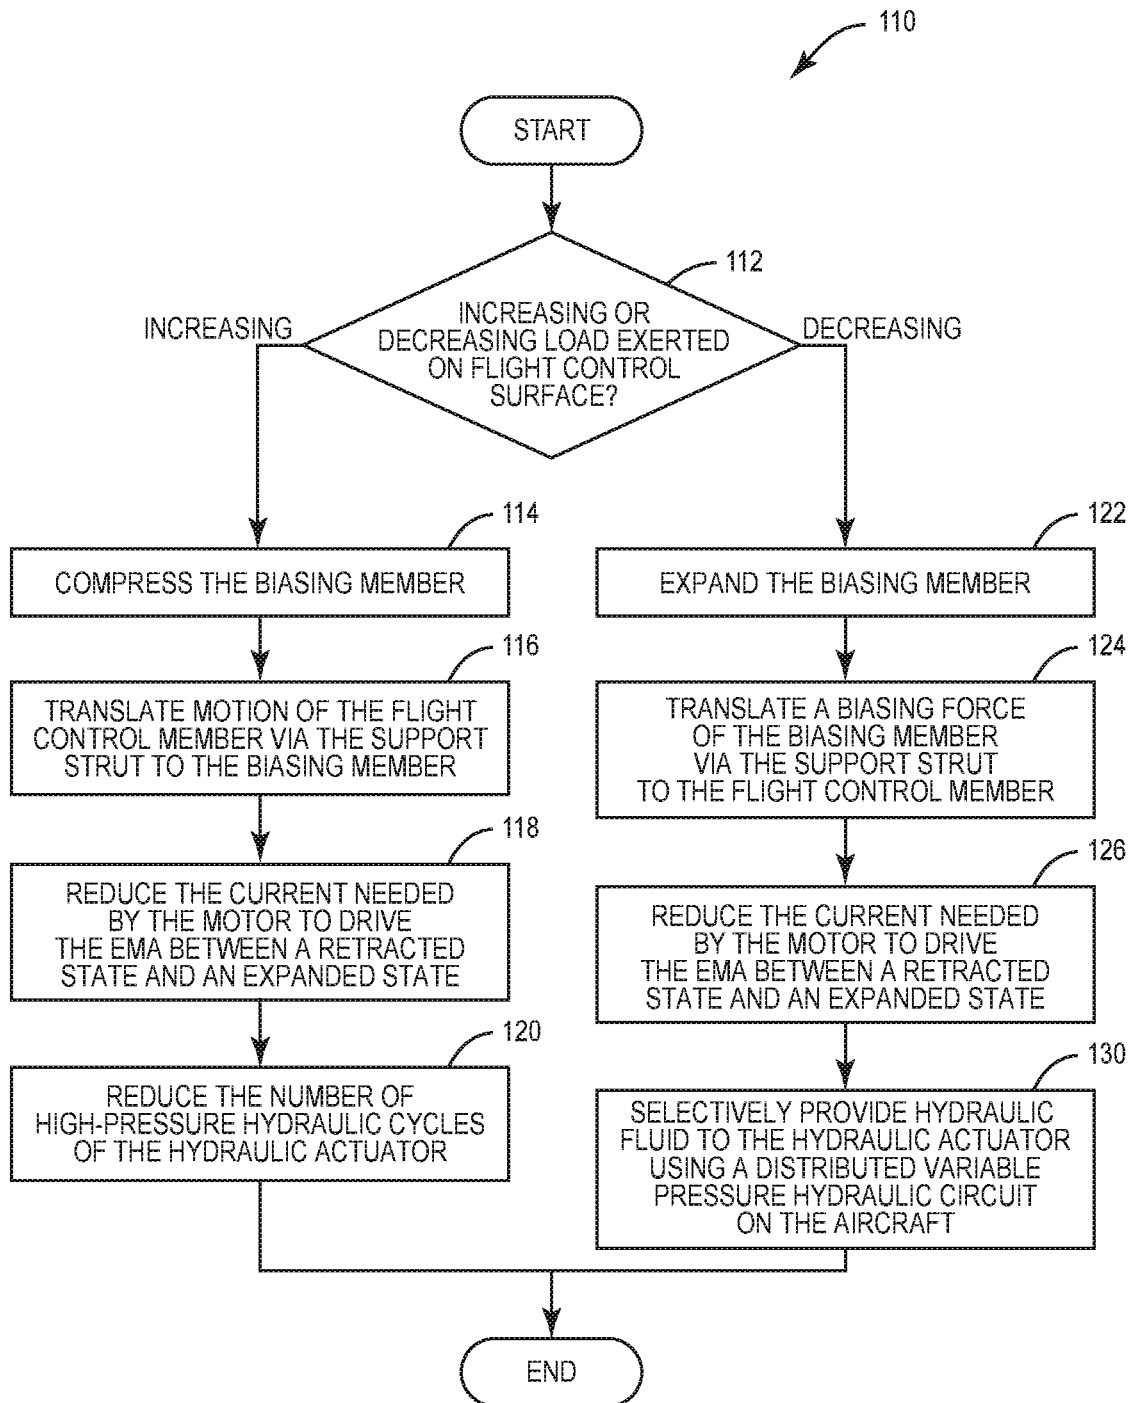 110
START
112
INCREASING OR
DECREASING LOAD EXERTED
ON FLIGHT CONTROL
SURFACE?
INCREASING
DECREASING
114
COMPRESS THE BIASING MEMBER
116
TRANSLATE MOTION OF THE FLIGHT
CONTROL MEMBER VIA THE SUPPORT
STRUT TO THE BIASING MEMBER
118
REDUCE THE CURRENT NEEDED
BY THE MOTOR TO DRIVE
THE EMA BETWEEN A RETRACTED
STATE AND AN EXPANDED STATE
120
REDUCE THE NUMBER OF
HIGH-PRESSURE HYDRAULIC CYCLES
OF THE HYDRAULIC ACTUATOR
122
EXPAND THE BIASING MEMBER
124
TRANSLATE A BIASING FORCE
OF THE BIASING MEMBER
VIA THE SUPPORT STRUT
TO THE FLIGHT CONTROL MEMBER
126
REDUCE THE CURRENT NEEDED
BY THE MOTOR TO DRIVE
THE EMA BETWEEN A RETRACTED
STATE AND AN EXPANDED STATE
130
SELECTIVELY PROVIDE HYDRAULIC
FLUID TO THE HYDRAULIC ACTUATOR
USING A DISTRIBUTED VARIABLE
PRESSURE HYDRAULIC CIRCUIT
ON THE AIRCRAFT
END